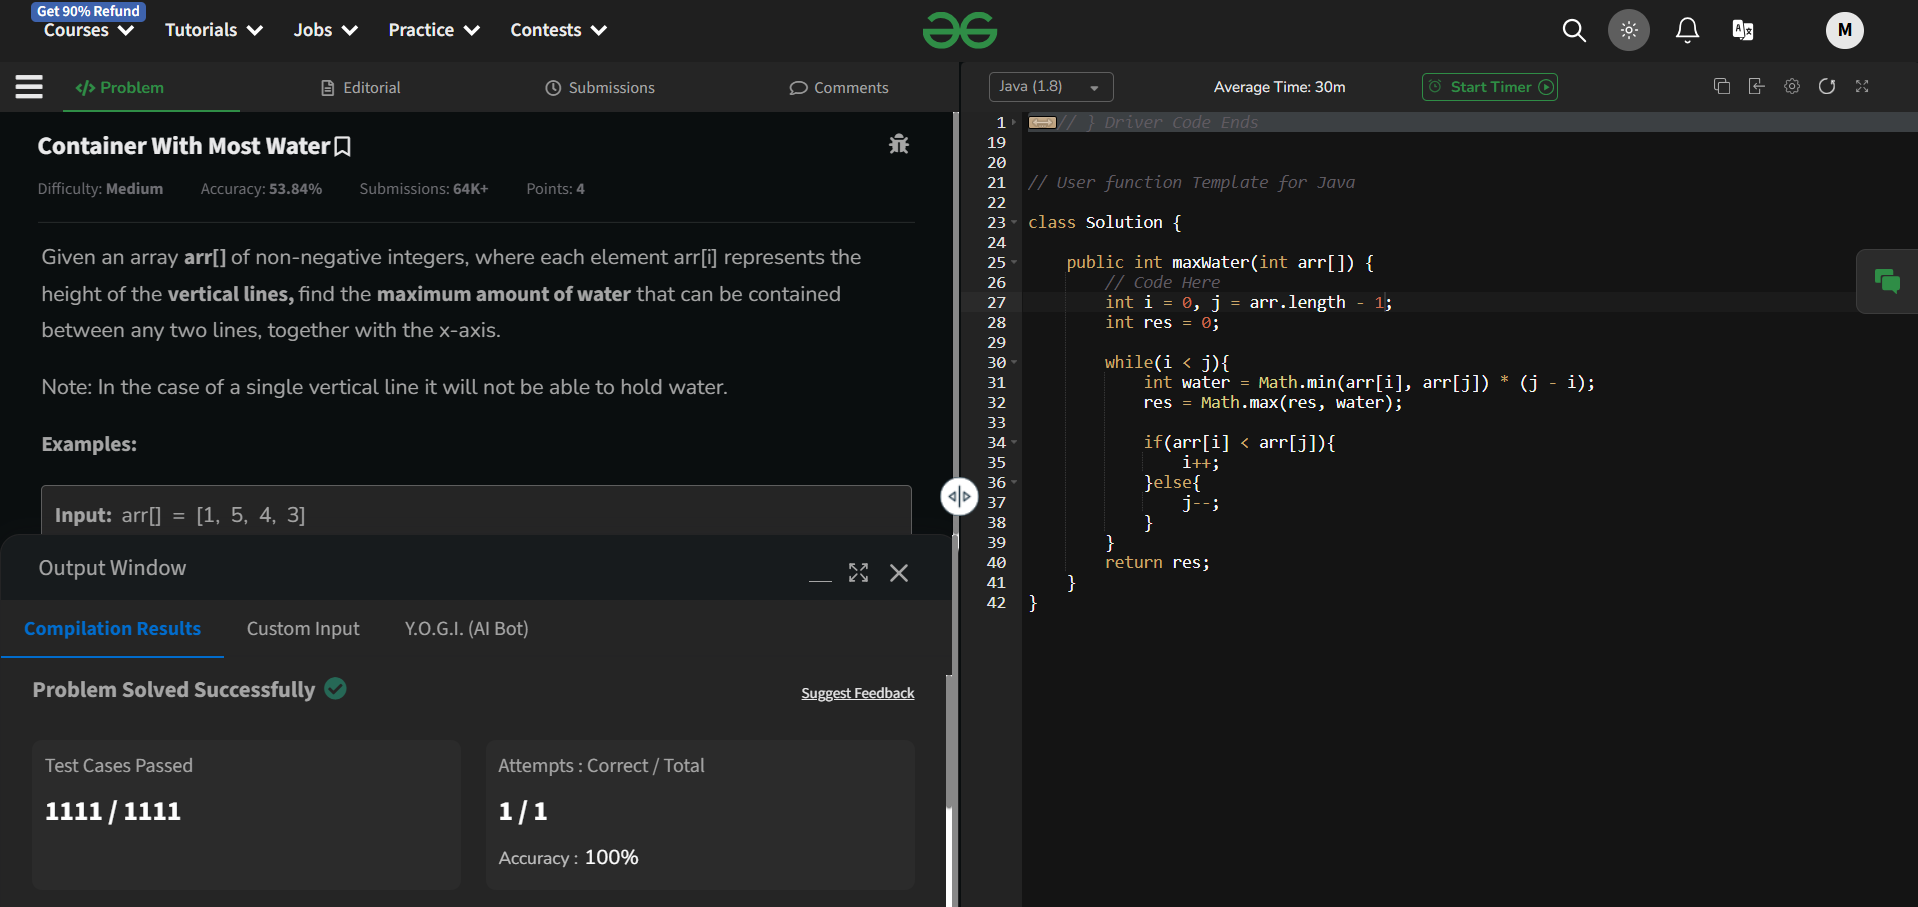 Get 90% Refund
Courses Tutorials Jobs Practice Contests
M
</> Problem Editorial Submissions Comments
Container With Most Water
Difficulty: Medium Accuracy: 53.84% Submissions: 64K+ Points: 4
Given an array arr[] of non-negative integers, where each element arr[i] represents the
height of the vertical lines, find the maximum amount of water that can be contained
between any two lines, together with the x-axis.
Note: In the case of a single vertical line it will not be able to hold water.
Examples:
Input: arr[] = [1, 5, 4, 3]
Output Window
Compilation Results Custom Input Y.O.G.I. (AI Bot)
Problem Solved Successfully
Suggest Feedback
Test Cases Passed
1111 / 1111
Attempts : Correct / Total
1 / 1
Accuracy : 100%
Java (1.8) Average Time: 30m Start Timer
1 // } Driver Code Ends
19
20
21 // User function Template for Java
22
23 class Solution {
24
25 public int maxWater(int arr[]) {
26 // Code Here
27 int i = 0, j = arr.length - 1;
28 int res = 0;
29
30 while(i < j){
31 int water = Math.min(arr[i], arr[j]) * (j - i);
32 res = Math.max(res, water);
33
34 if(arr[i] < arr[j]){
35 i++;
36 }else{
37 j--;
38 }
39 }
40 return res;
41 }
42 }